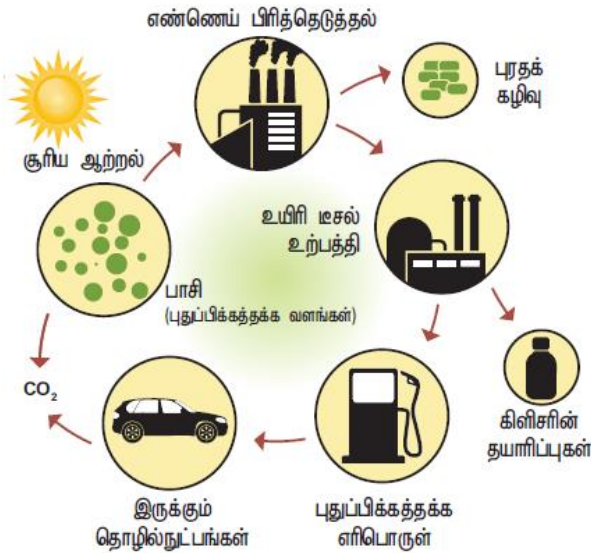 எண்ணெய் பிரித்தெடுத்தல்
புரதக்
கழிவு
சூரிய ஆற்றல்
உயிரி டீசல்
உற்பத்தி
பாசி
(புதுப்பிக்கத்தக்க வளங்கள்)
CO₂
கிளிசரின்
தயாரிப்புகள்
இருக்கும்
தொழில்நுட்பங்கள்
புதுப்பிக்கத்தக்க
எரிபொருள்